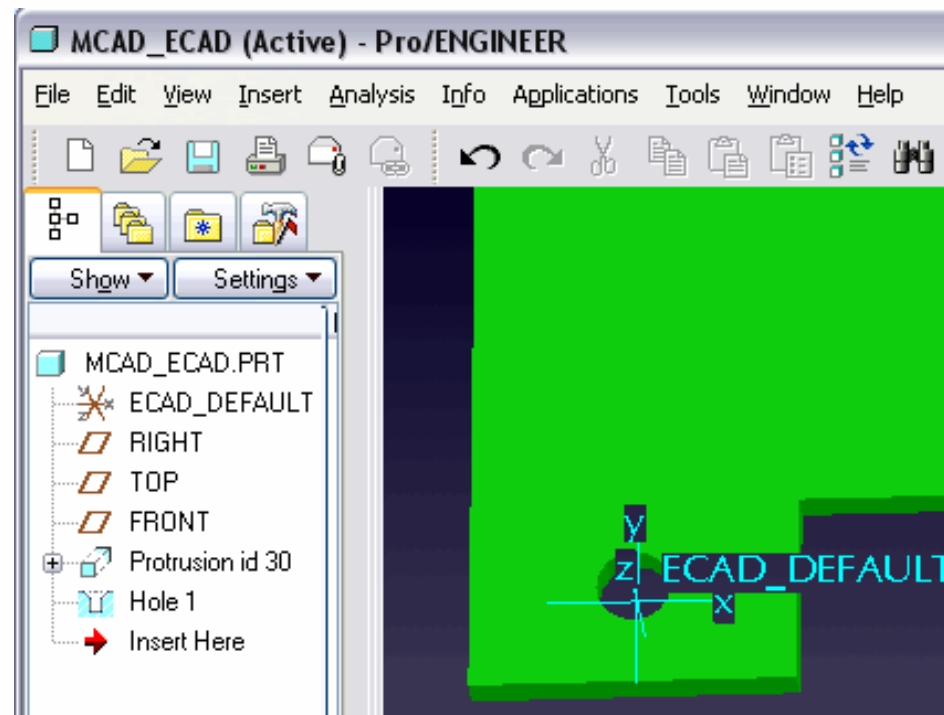 MCAD_ECAD (Active) - Pro/ENGINEER
File Edit View Insert Analysis Info Applications Tools Window Help
Show Settings
MCAD_ECAD.PRT
ECAD_DEFAULT
RIGHT
TOP
FRONT
Protrusion id 30
Hole 1
Insert Here
y
z ECAD_DEFAULT
x